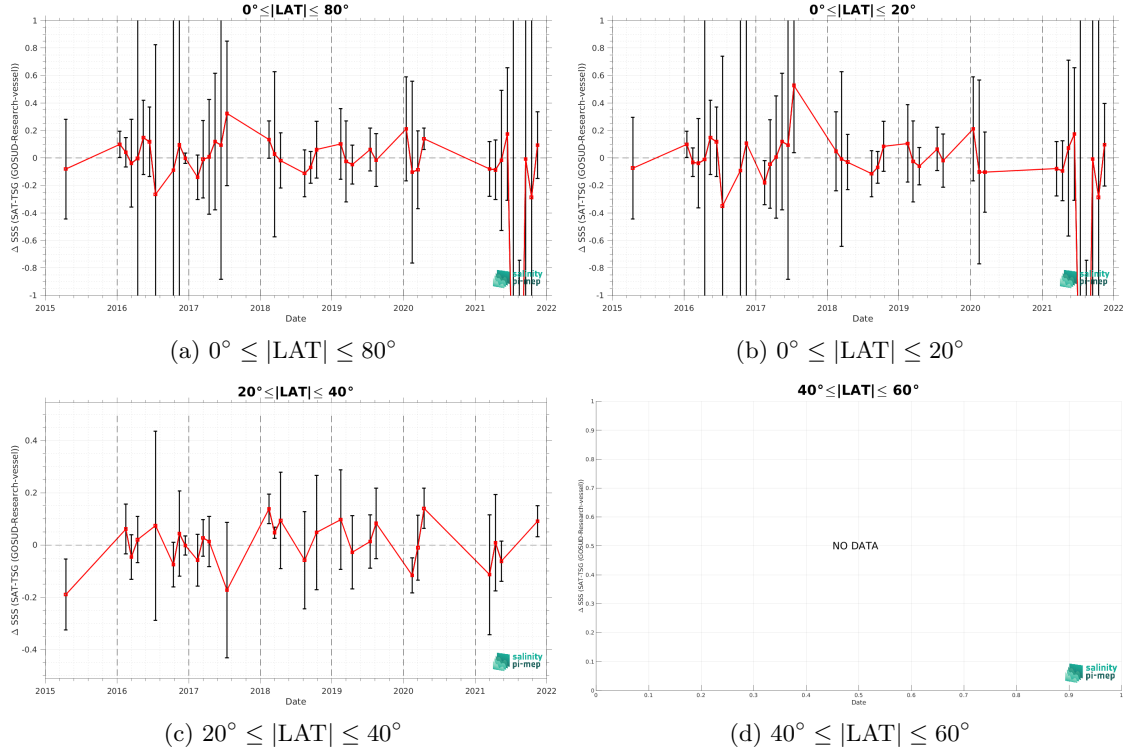 0°≤|LAT|≤ 80°
Δ SSS (SAT-TSG (GOSUD-Research-vessel))
1
0.8
0.6
0.4
0.2
0
-0.2
-0.4
-0.6
-0.8
-1
2015 2016 2017 2018 2019 2020 2021 2022
Date
salinity
pi-mep
(a) 0° ≤ |LAT| ≤ 80°
0°≤|LAT|≤ 20°
Δ SSS (SAT-TSG (GOSUD-Research-vessel))
1
0.8
0.6
0.4
0.2
0
-0.2
-0.4
-0.6
-0.8
-1
2015 2016 2017 2018 2019 2020 2021 2022
Date
salinity
pi-mep
(b) 0° ≤ |LAT| ≤ 20°
20°≤|LAT|≤ 40°
Δ SSS (SAT-TSG (GOSUD-Research-vessel))
0.4
0.2
0
-0.2
-0.4
2015 2016 2017 2018 2019 2020 2021 2022
Date
salinity
pi-mep
(c) 20° ≤ |LAT| ≤ 40°
40°≤|LAT|≤ 60°
Δ SSS (SAT-TSG (GOSUD-Research-vessel))
1
0.9
0.8
0.7
0.6
0.5
0.4
0.3
0.2
0.1
0
NO DATA
0 0.1 0.2 0.3 0.4 0.5 0.6 0.7 0.8 0.9 1
Date
salinity
pi-mep
(d) 40° ≤ |LAT| ≤ 60°